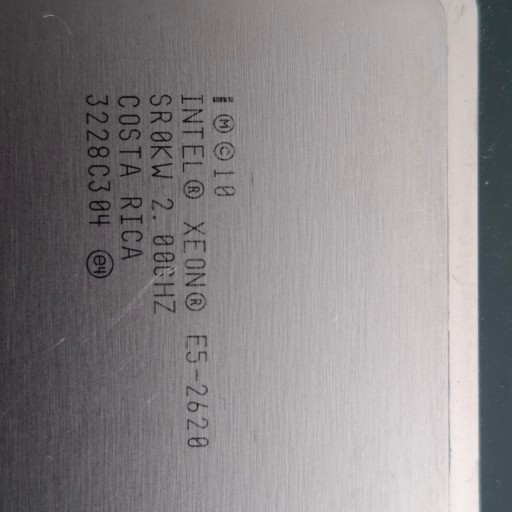 i Ⓜ © 10
INTEL® XEON® E5-2620
SR0KW 2.00GHZ
COSTA RICA
3228C304 e4